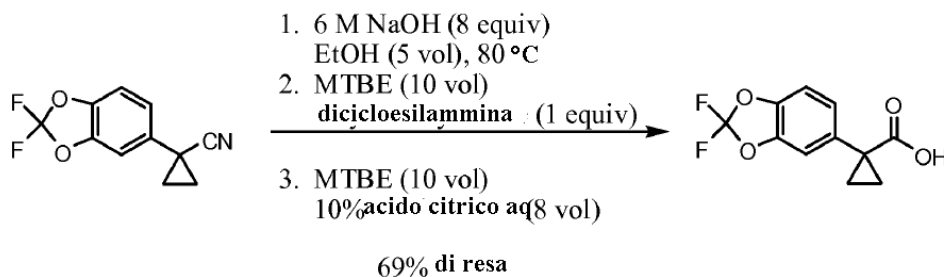 1. 6 M NaOH (8 equiv)
EtOH (5 vol), 80 °C
2. MTBE (10 vol)
dicicloesilammina (1 equiv)
3. MTBE (10 vol)
10%acido citrico aq(8 vol)
69% di resa
F
F
O
O
CN
F
F
O
O
O
OH